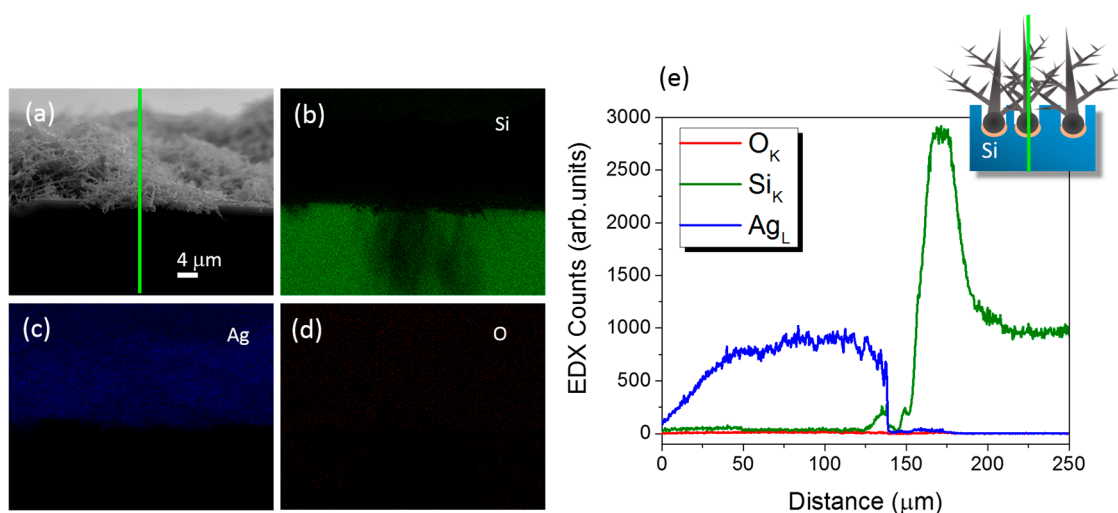 (a)
4 μm
(b)
Si
(c)
Ag
(d)
O
(e)
Si
O_K
Si_K
Ag_L
EDX Counts (arb.units)
3000
2500
2000
1500
1000
500
0
0 50 100 150 200 250
Distance (μm)